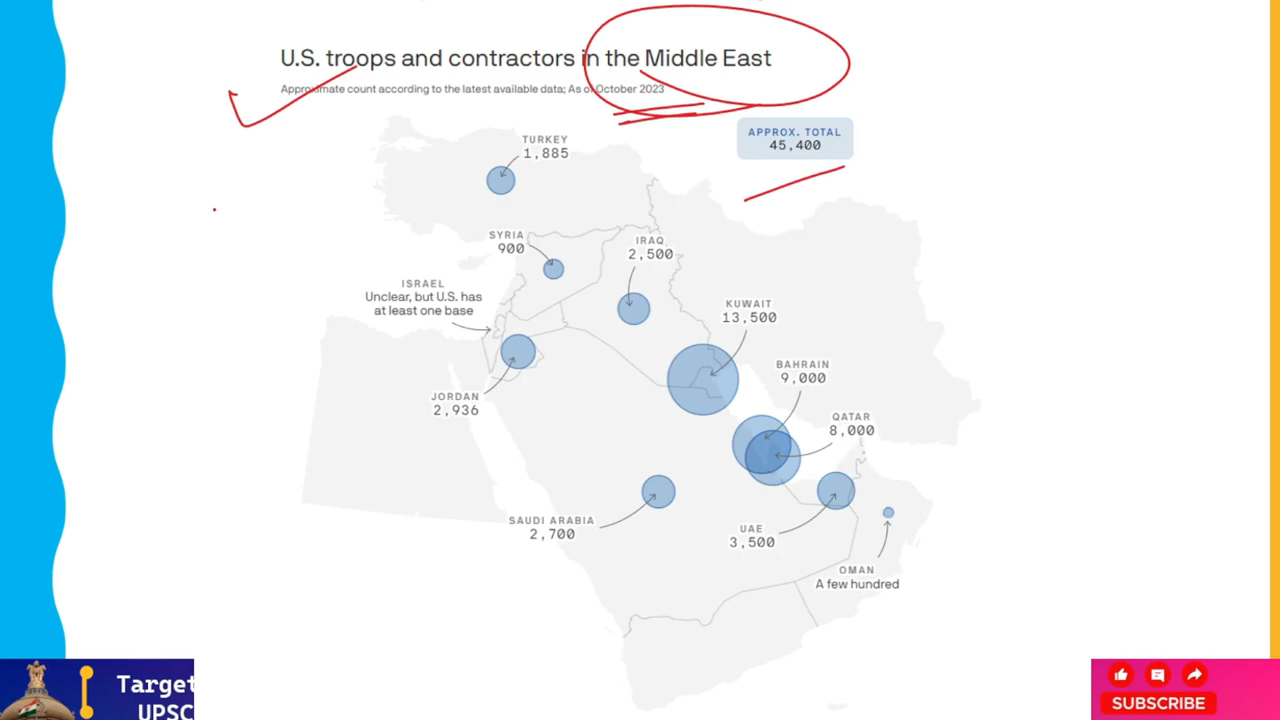 U.S. troops and contractors in the Middle East
Approximate count according to the latest available data; As of October 2023
APPROX. TOTAL
45,400
TURKEY
1,885
SYRIA
900
IRAQ
2,500
ISRAEL
Unclear, but U.S. has
at least one base
KUWAIT
13,500
BAHRAIN
9,000
JORDAN
2,936
QATAR
8,000
SAUDI ARABIA
2,700
UAE
3,500
OMAN
A few hundred
Target
UPSC
SUBSCRIBE